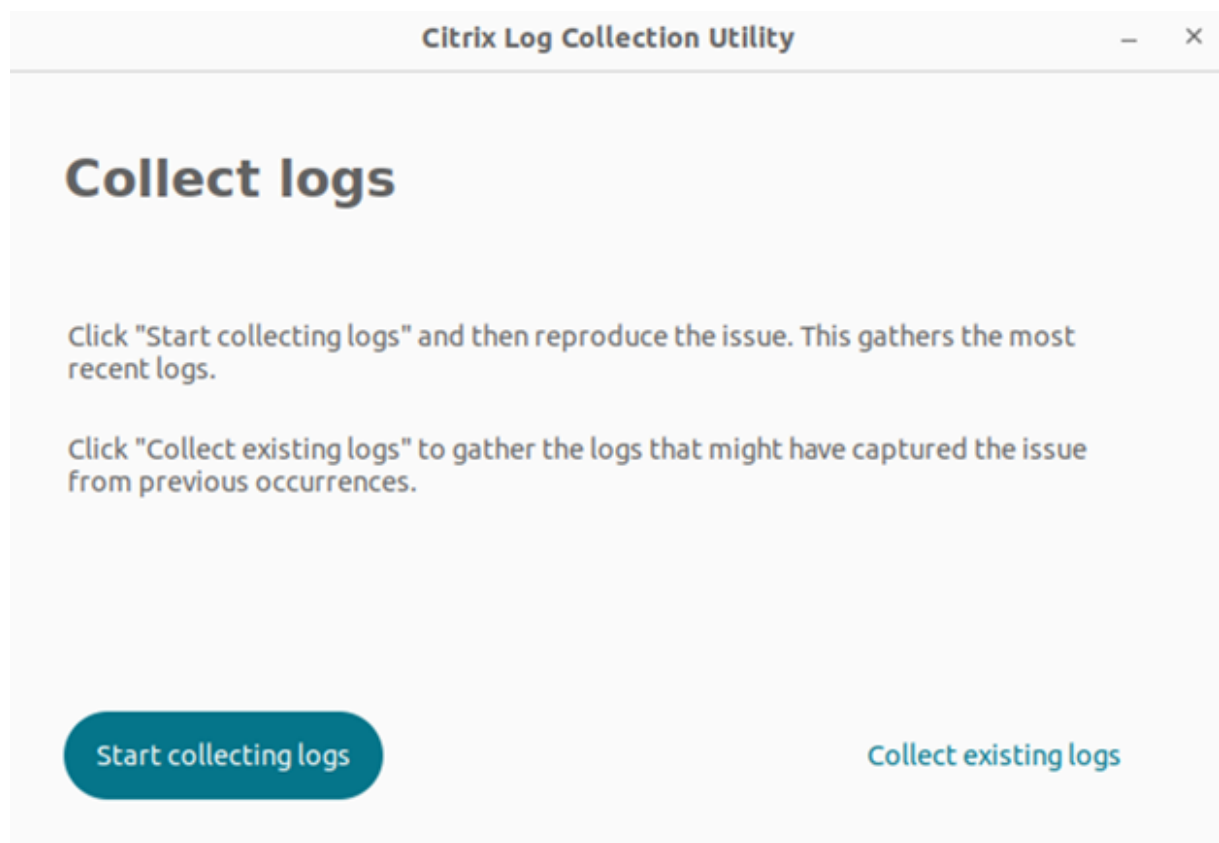 Citrix Log Collection Utility
Collect logs
Click "Start collecting logs" and then reproduce the issue. This gathers the most
recent logs.
Click "Collect existing logs" to gather the logs that might have captured the issue
from previous occurrences.
Start collecting logs
Collect existing logs